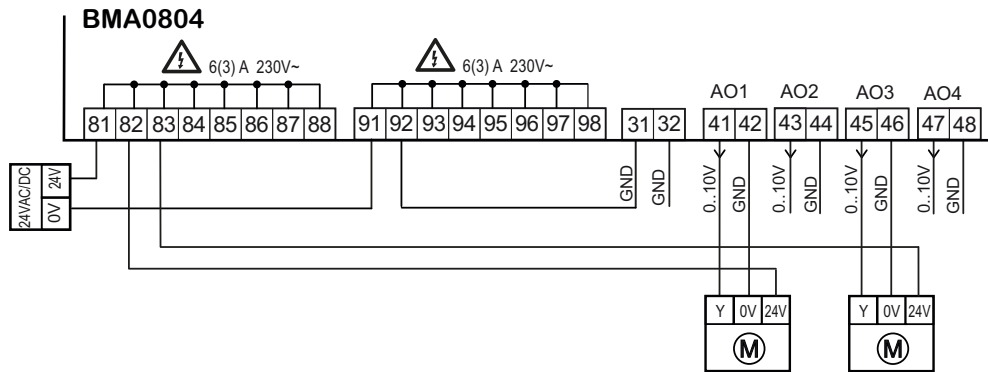 BMA0804
6(3) A 230V~ 6(3) A 230V~
AO1 AO2 AO3 AO4
81 82 83 84 85 86 87 88 91 92 93 94 95 96 97 98 31 32 41 42 43 44 45 46 47 48
24VAC/DC
24V
0V
GND
GND
0..10V
GND
0..10V
GND
0..10V
GND
0..10V
GND
Y 0V 24V Y 0V 24V
M M